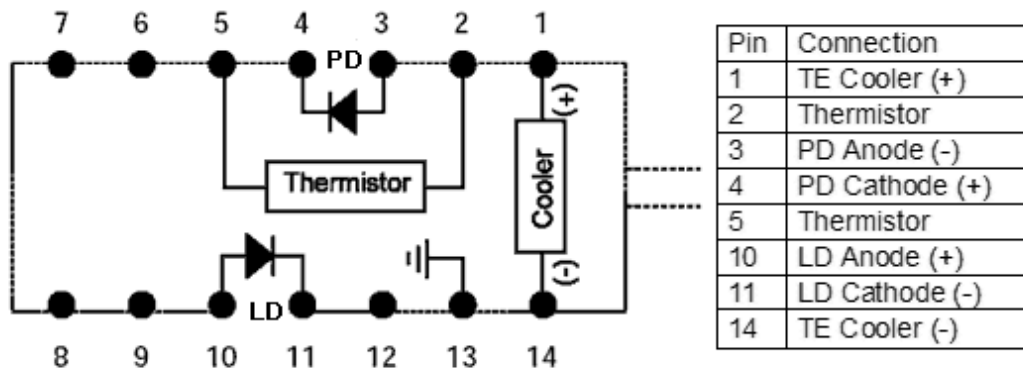 7 6 5 4 3 2 1
PD
(+)
Thermistor
Cooler
(-)
LD
8 9 10 11 12 13 14
Pin Connection
1 TE Cooler (+)
2 Thermistor
3 PD Anode (-)
4 PD Cathode (+)
5 Thermistor
10 LD Anode (+)
11 LD Cathode (-)
14 TE Cooler (-)